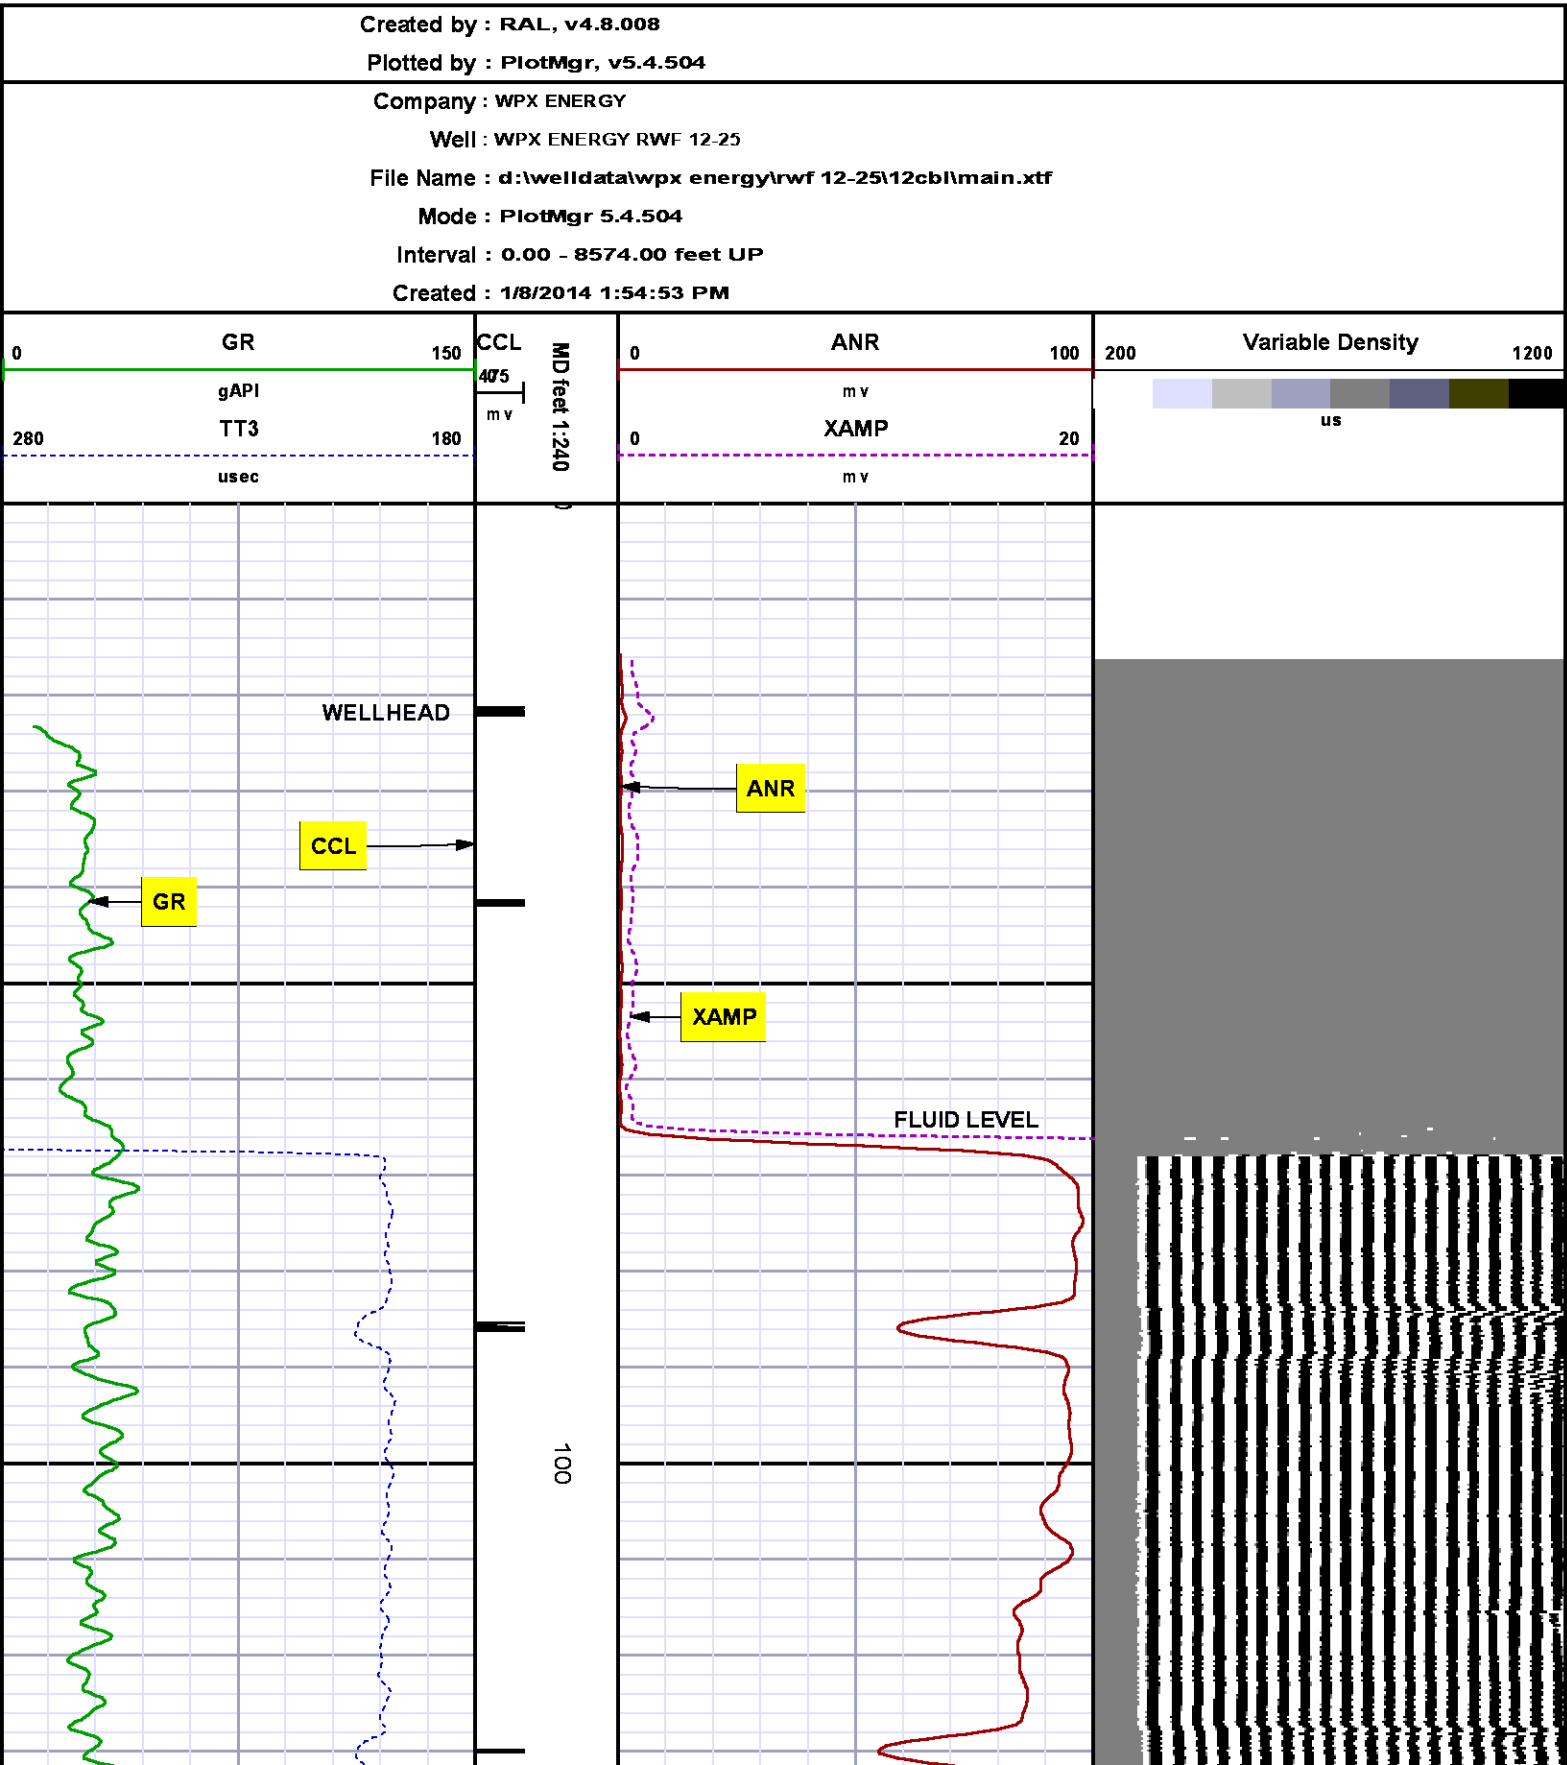 Created by : RAL, v4.8.008
Plotted by : PlotMgr, v5.4.504
Company : WPX ENERGY
Well : WPX ENERGY RWF 12-25
File Name : d:\welldata\wpx energy\rwf 12-25\12cbl\main.xtf
Mode : PlotMgr 5.4.504
Interval : 0.00 - 8574.00 feet UP
Created : 1/8/2014 1:54:53 PM
0 GR 150
gAPI
280 TT3 180
usec
CCL
mv
MD feet 1:240
0 ANR 100
mv
0 XAMP 20
mv
200 Variable Density 1200
us
WELLHEAD
ANR
CCL
GR
XAMP
FLUID LEVEL
100